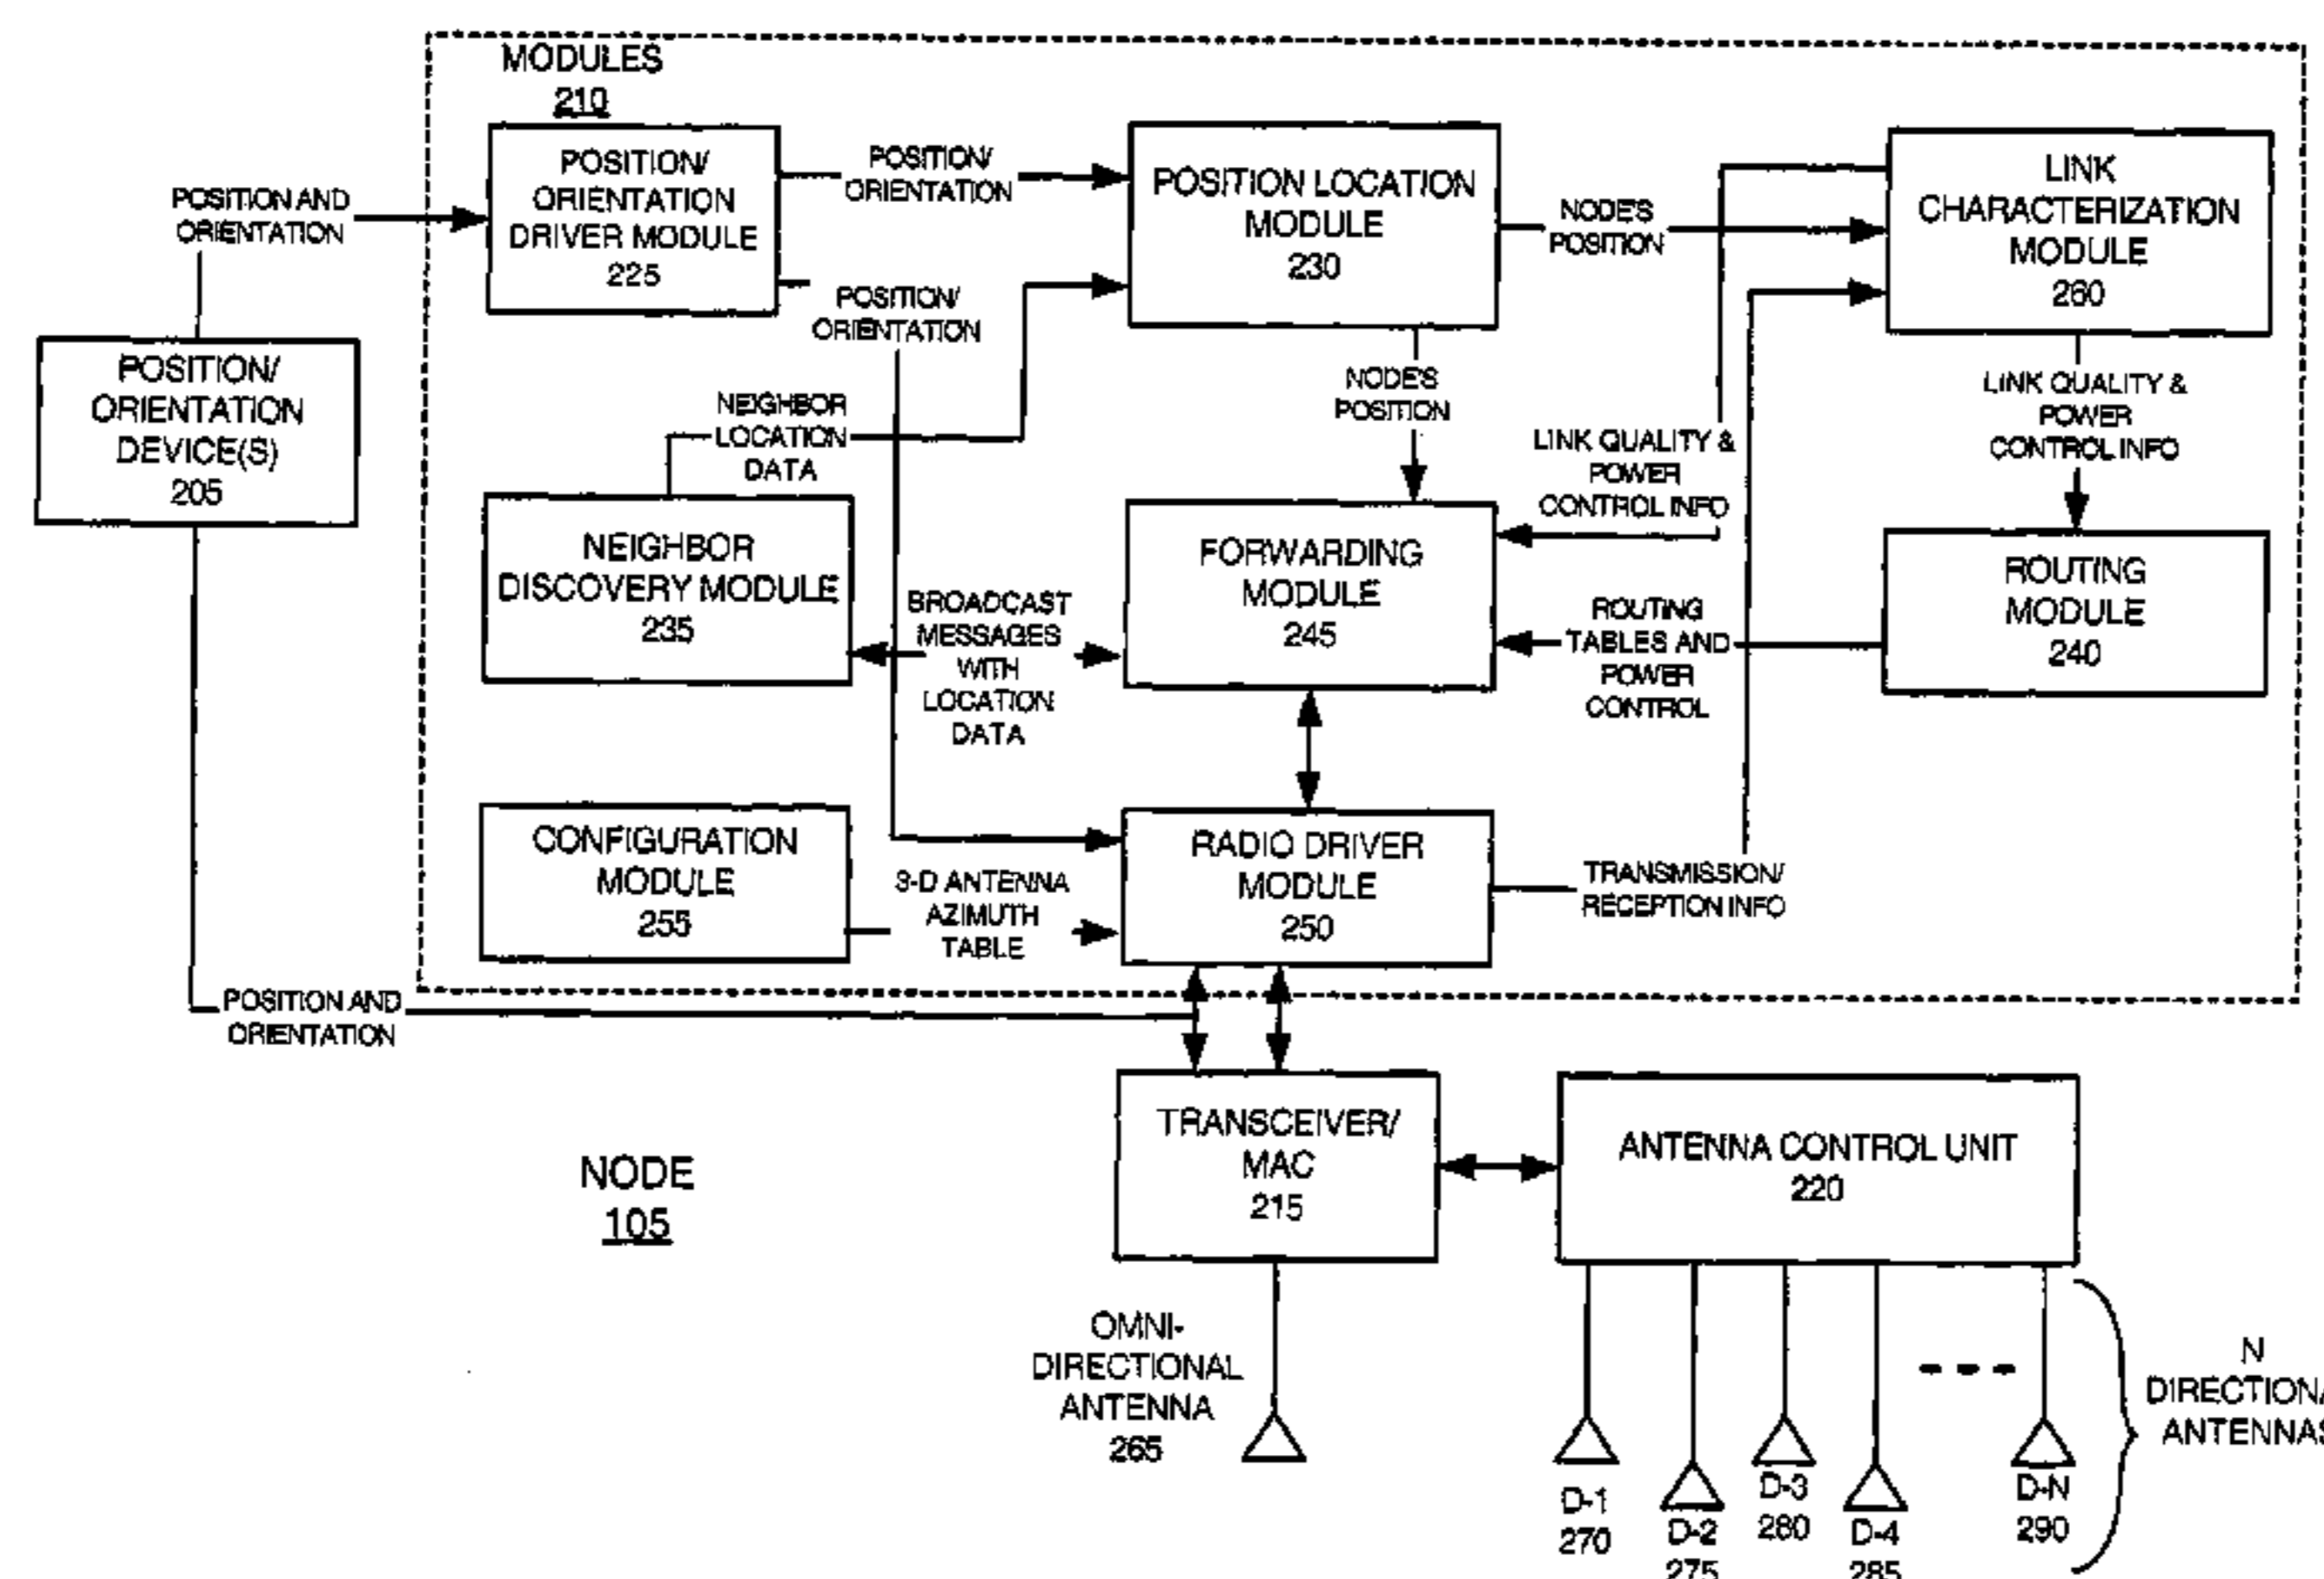 MODULES
210
POSITION/
ORIENTATION
DRIVER MODULE
225
POSITION/
ORIENTATION
POSITION LOCATION
MODULE
230
NODE'S
POSITION
LINK
CHARACTERIZATION
MODULE
260
POSITION AND
ORIENTATION
POSITION/
ORIENTATION
DEVICE(S)
205
POSITION/
ORIENTATION
NEIGHBOR
LOCATION
DATA
NODE'S
POSITION
LINK QUALITY &
POWER
CONTROL INFO
LINK QUALITY &
POWER
CONTROL INFO
NEIGHBOR
DISCOVERY MODULE
235
BROADCAST
MESSAGES
WITH
LOCATION
DATA
FORWARDING
MODULE
245
ROUTING
TABLES AND
POWER
CONTROL
ROUTING
MODULE
240
CONFIGURATION
MODULE
255
3-D ANTENNA
AZIMUTH
TABLE
RADIO DRIVER
MODULE
250
TRANSMISSION/
RECEPTION INFO
POSITION AND
ORIENTATION
NODE
105
TRANSCEIVER/
MAC
215
ANTENNA CONTROL UNIT
220
OMNI-
DIRECTIONAL
ANTENNA
265
D-1
270
D-2
275
D-3
280
D-4
285
D-N
290
N
DIRECTIONA
ANTENNAS